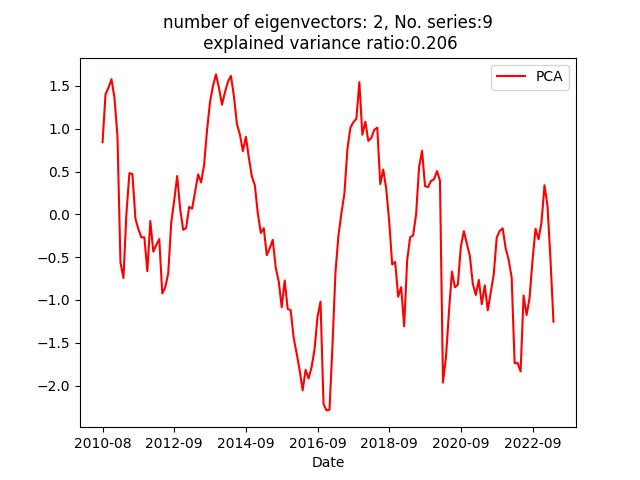 number of eigenvectors: 2, No. series:9
explained variance ratio:0.206
PCA
1.5
1.0
0.5
0.0
−0.5
−1.0
−1.5
−2.0
2010-08 2012-09 2014-09 2016-09 2018-09 2020-09 2022-09
Date